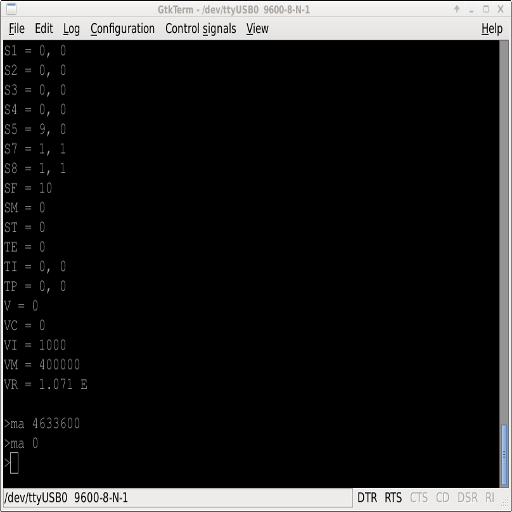 GtkTerm - /dev/ttyUSB0 9600-8-N-1
File Edit Log Configuration Control signals View Help
S1 = 0, 0
S2 = 0, 0
S3 = 0, 0
S4 = 0, 0
S5 = 9, 0
S7 = 1, 1
S8 = 1, 1
SF = 10
SM = 0
ST = 0
TE = 0
TI = 0, 0
TP = 0, 0
V = 0
VC = 0
VI = 1000
VM = 400000
VR = 1.071 E
>ma 4633600
>ma 0
>
/dev/ttyUSB0 9600-8-N-1 DTR RTS CTS CD DSR RI